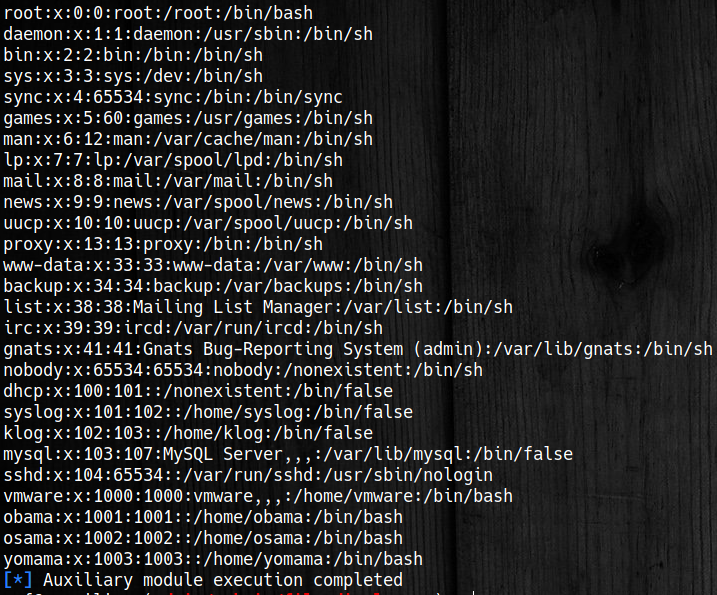 root:x:0:0:root:/root:/bin/bash
daemon:x:1:1:daemon:/usr/sbin:/bin/sh
bin:x:2:2:bin:/bin:/bin/sh
sys:x:3:3:sys:/dev:/bin/sh
sync:x:4:65534:sync:/bin:/bin/sync
games:x:5:60:games:/usr/games:/bin/sh
man:x:6:12:man:/var/cache/man:/bin/sh
lp:x:7:7:lp:/var/spool/lpd:/bin/sh
mail:x:8:8:mail:/var/mail:/bin/sh
news:x:9:9:news:/var/spool/news:/bin/sh
uucp:x:10:10:uucp:/var/spool/uucp:/bin/sh
proxy:x:13:13:proxy:/bin:/bin/sh
www-data:x:33:33:www-data:/var/www:/bin/sh
backup:x:34:34:backup:/var/backups:/bin/sh
list:x:38:38:Mailing List Manager:/var/list:/bin/sh
irc:x:39:39:ircd:/var/run/ircd:/bin/sh
gnats:x:41:41:Gnats Bug-Reporting System (admin):/var/lib/gnats:/bin/sh
nobody:x:65534:65534:nobody:/nonexistent:/bin/sh
dhcp:x:100:101::/nonexistent:/bin/false
syslog:x:101:102::/home/syslog:/bin/false
klog:x:102:103::/home/klog:/bin/false
mysql:x:103:107:MySQL Server,,,:/var/lib/mysql:/bin/false
sshd:x:104:65534::/var/run/sshd:/usr/sbin/nologin
vmware:x:1000:1000:vmware,,,:/home/vmware:/bin/bash
obama:x:1001:1001::/home/obama:/bin/bash
osama:x:1002:1002::/home/osama:/bin/bash
yomama:x:1003:1003::/home/yomama:/bin/bash
[*] Auxiliary module execution completed